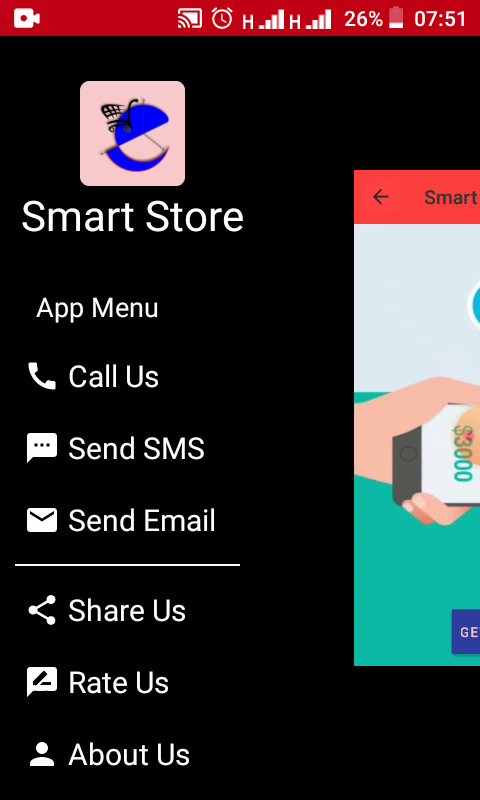 H H 26% 07:51
Smart Store
Smart
App Menu
Call Us
Send SMS
$3000
Send Email
Share Us
GE
Rate Us
About Us